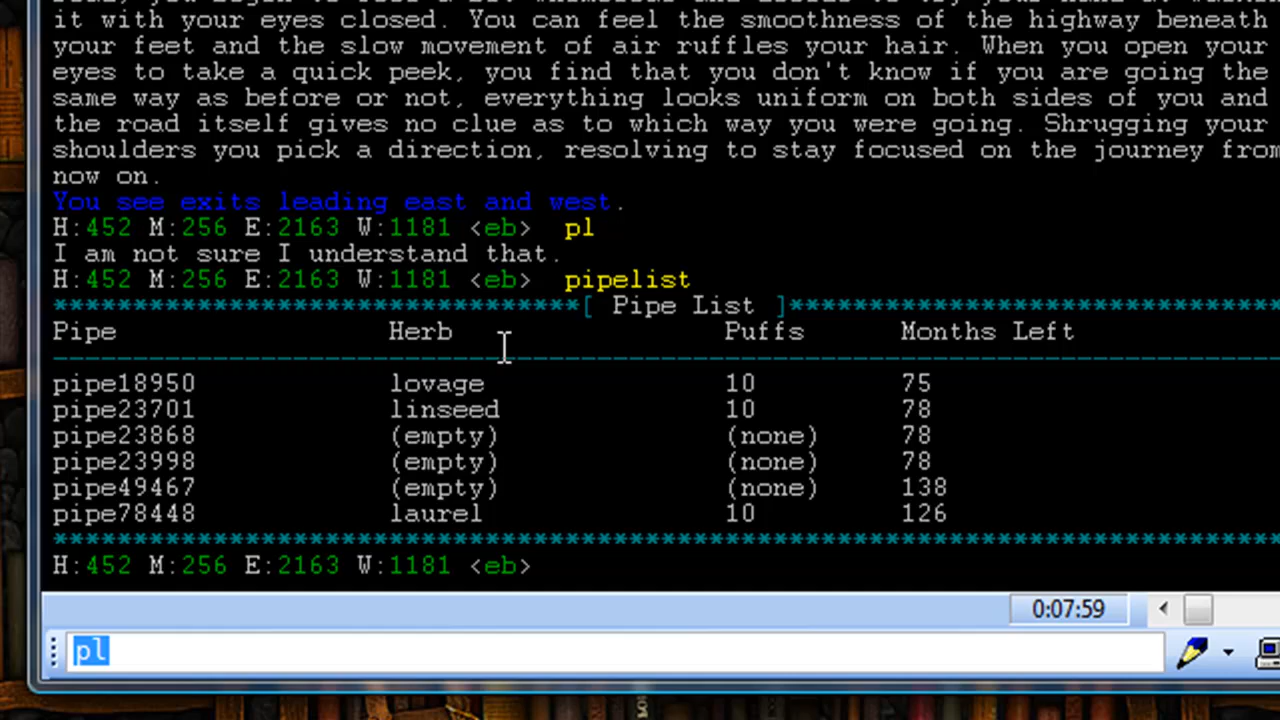 it with your eyes closed. You can feel the smoothness of the highway beneath
your feet and the slow movement of air ruffles your hair. When you open your
eyes to take a quick peek, you find that you don't know if you are going the
same way as before or not, everything looks uniform on both sides of you and
the road itself gives no clue as to which way you were going. Shrugging your
shoulders you pick a direction, resolving to stay focused on the journey from
now on.
You see exits leading east and west.
H:452 M:256 E:2163 W:1181 <eb> pl
I am not sure I understand that.
H:452 M:256 E:2163 W:1181 <eb> pipelist
******************************[ Pipe List ]*******************************
Pipe Herb Puffs Months Left
pipe18950 lovage 10 75
pipe23701 linseed 10 78
pipe23868 (empty) (none) 78
pipe23998 (empty) (none) 78
pipe49467 (empty) (none) 138
pipe78448 laurel 10 126
H:452 M:256 E:2163 W:1181 <eb>
0:07:59
pl